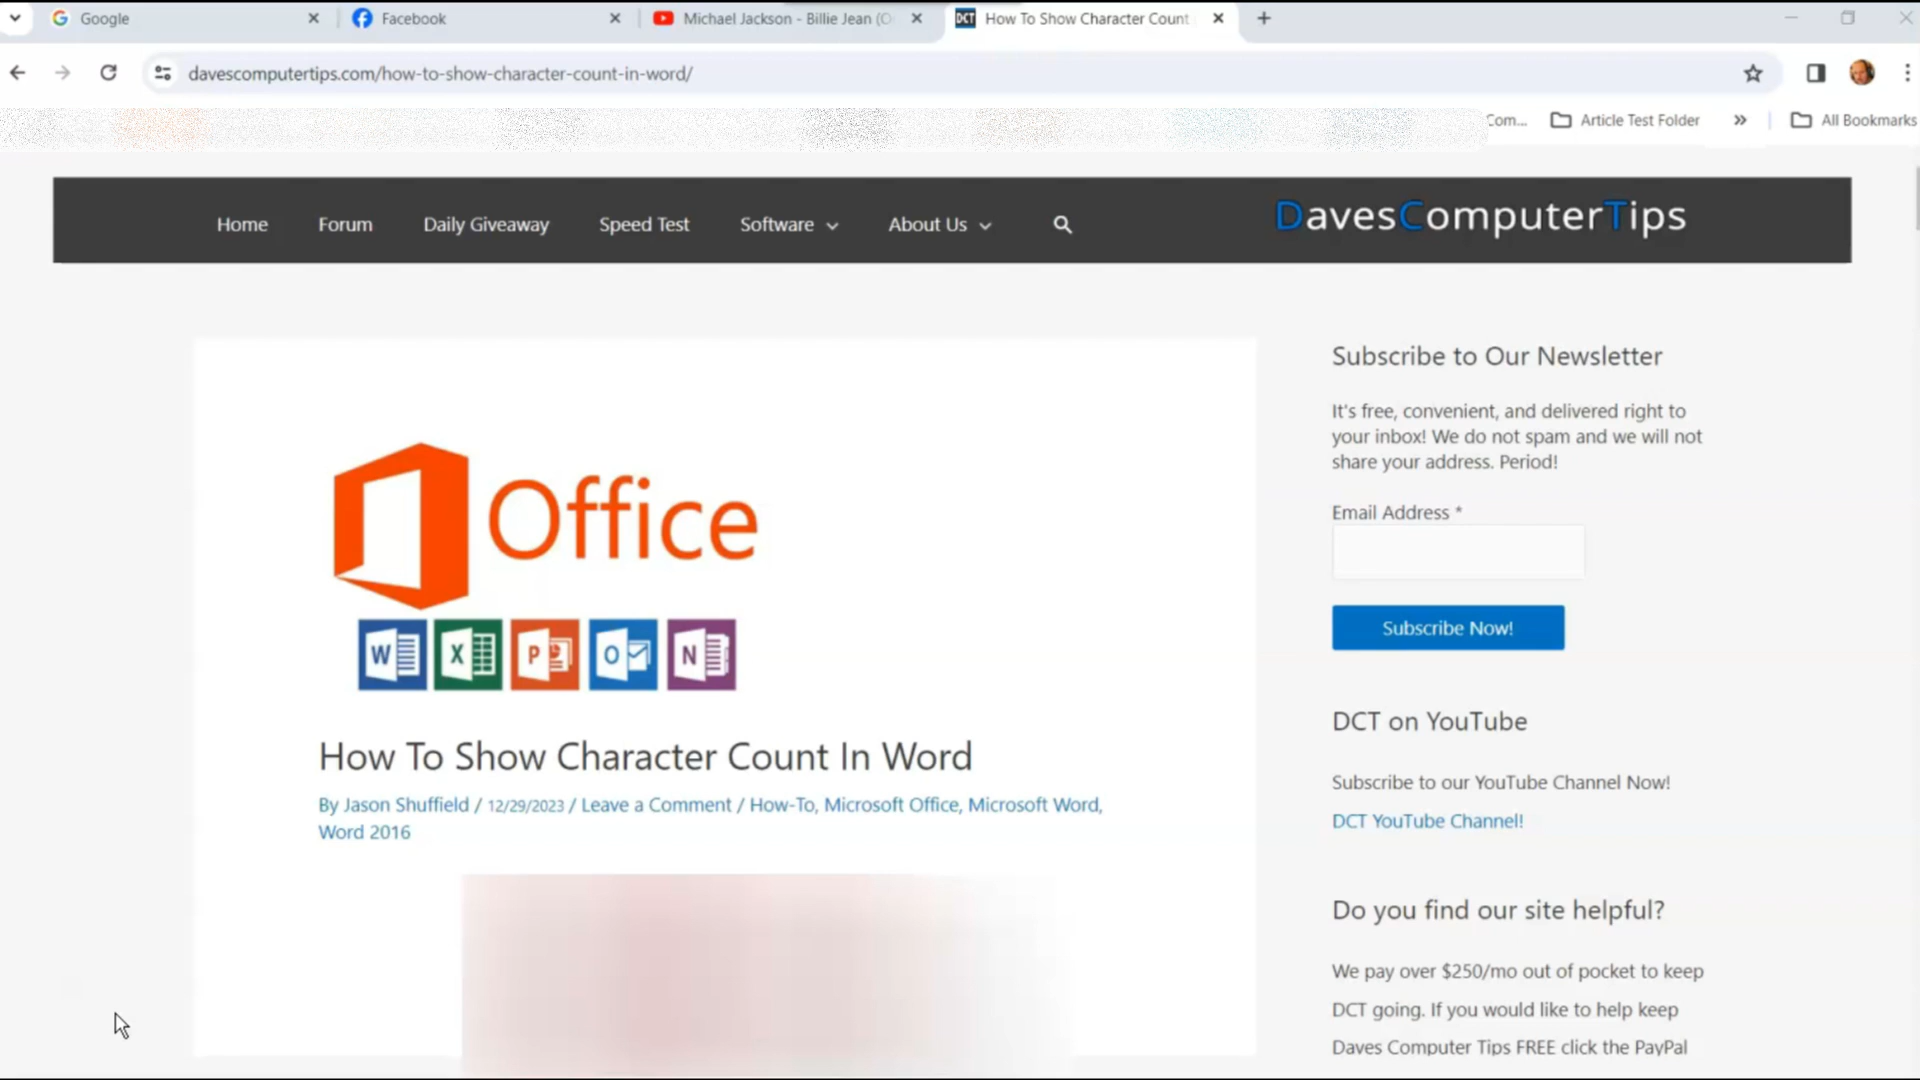 Google
Facebook
Michael Jackson - Billie Jean (O
DCT How To Show Character Count
davescomputertips.com/how-to-show-character-count-in-word/
Com...
Article Test Folder
All Bookmarks
Home
Forum
Daily Giveaway
Speed Test
Software
About Us
DavesComputerTips
Office
W
X
P
O
N
How To Show Character Count In Word
By Jason Shuffield / 12/29/2023 / Leave a Comment / How-To, Microsoft Office, Microsoft Word,
Word 2016
Subscribe to Our Newsletter
It's free, convenient, and delivered right to
your inbox! We do not spam and we will not
share your address. Period!
Email Address *
Subscribe Now!
DCT on YouTube
Subscribe to our YouTube Channel Now!
DCT YouTube Channel!
Do you find our site helpful?
We pay over $250/mo out of pocket to keep
DCT going. If you would like to help keep
Daves Computer Tips FREE click the PayPal